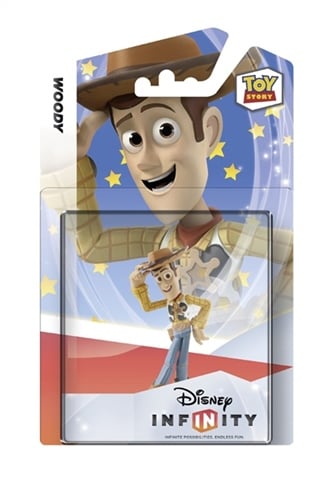 WOODY
TOY
STORY
Disney
INFINITY
INFINITE POSSIBILITIES. ENDLESS FUN.